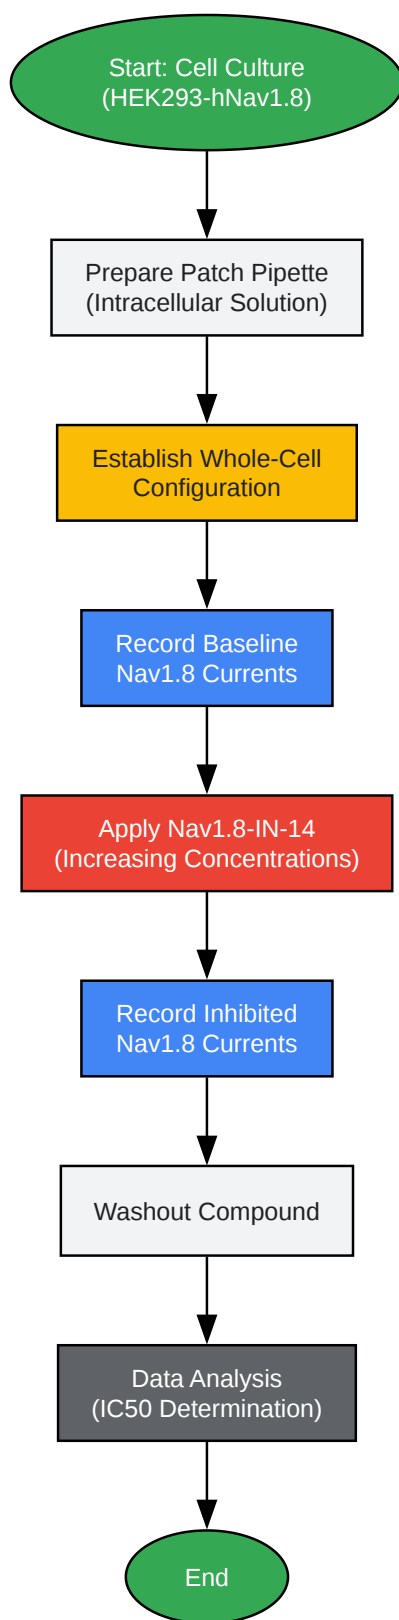 Start: Cell Culture
(HEK293-hNav1.8)
Prepare Patch Pipette
(Intracellular Solution)
Establish Whole-Cell
Configuration
Record Baseline
Nav1.8 Currents
Apply Nav1.8-IN-14
(Increasing Concentrations)
Record Inhibited
Nav1.8 Currents
Washout Compound
Data Analysis
(IC50 Determination)
End